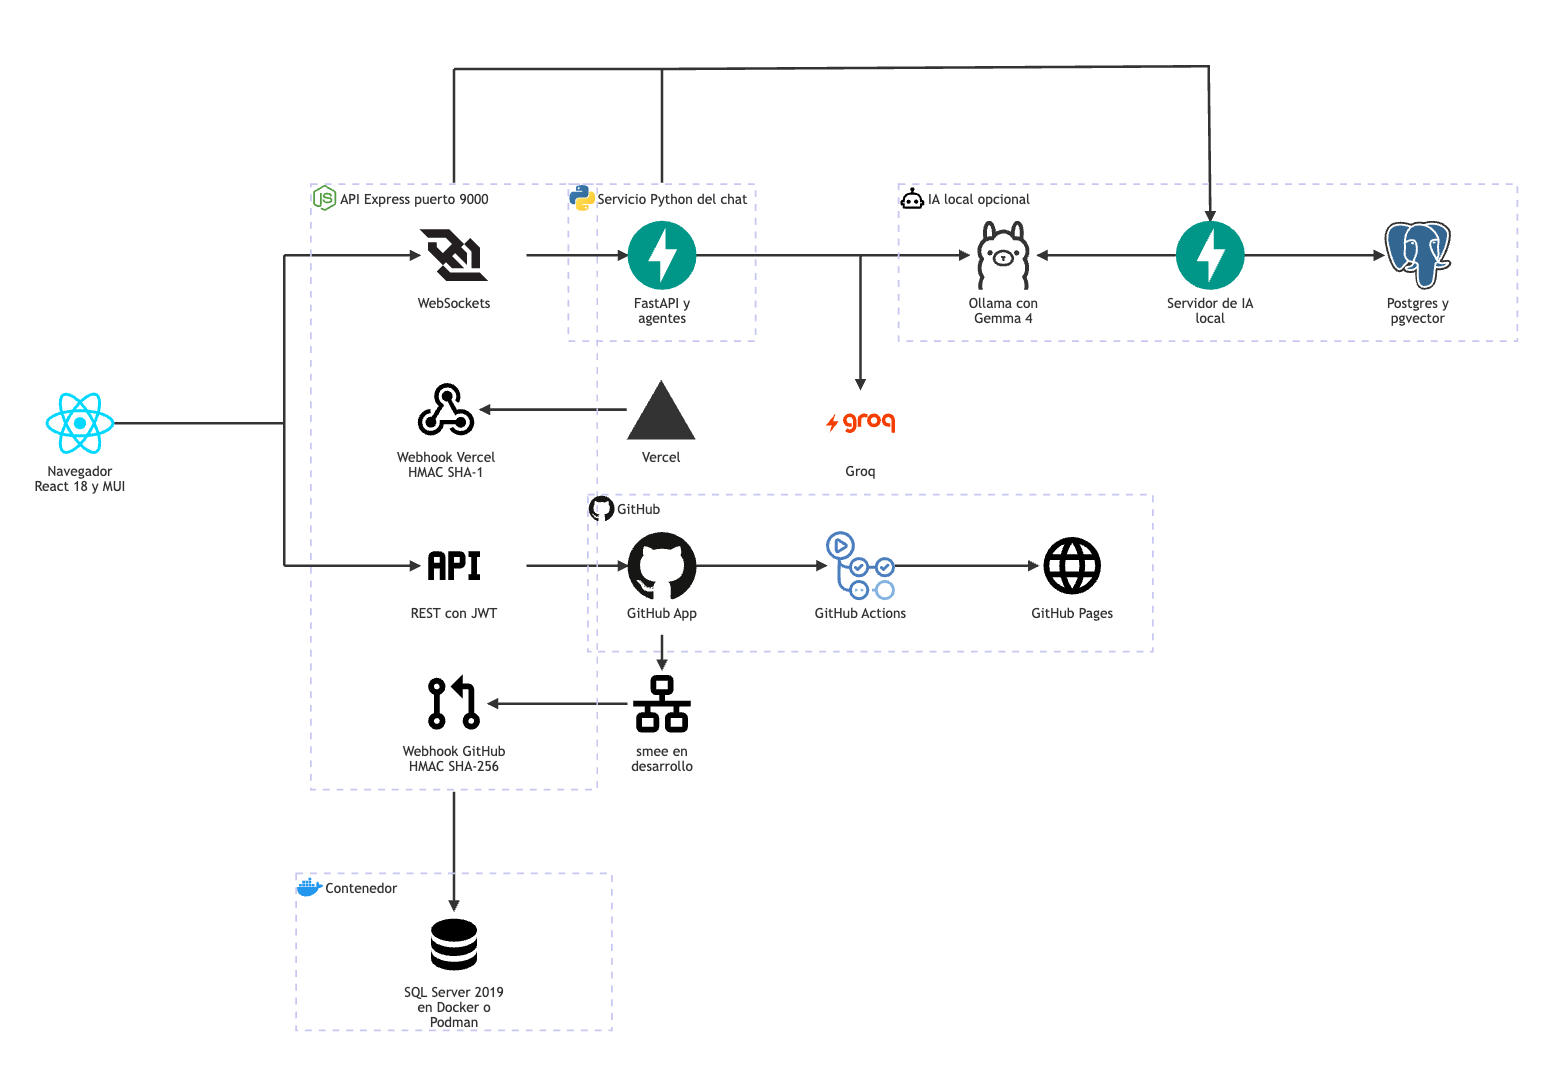 API Express puerto 9000
Servicio Python del chat
IA local opcional
WebSockets
FastAPI y
agentes
Ollama con
Gemma 4
Servidor de IA
local
Postgres y
pgvector
Navegador
React 18 y MUI
Webhook Vercel
HMAC SHA-1
Vercel
groq
Groq
GitHub
API
REST con JWT
GitHub App
GitHub Actions
GitHub Pages
Webhook GitHub
HMAC SHA-256
smee en
desarrollo
Contenedor
SQL Server 2019
en Docker o
Podman
JS